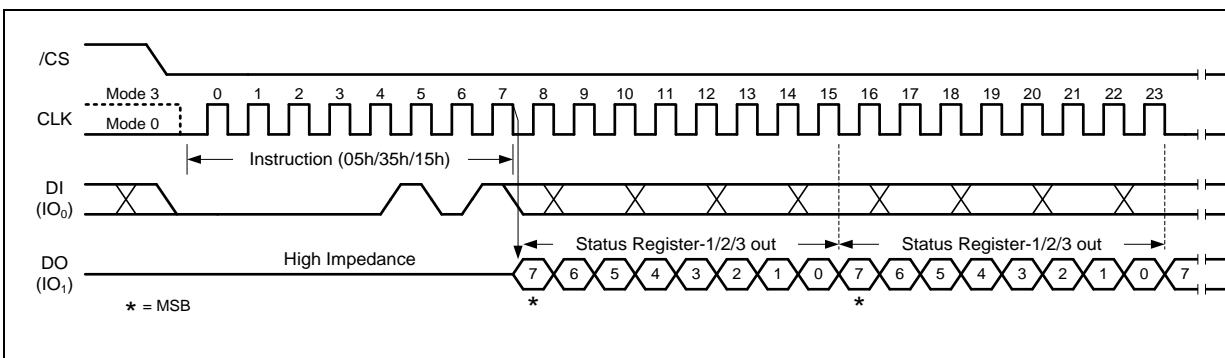 /CS
Mode 3
0 1 2 3 4 5 6 7 8 9 10 11 12 13 14 15 16 17 18 19 20 21 22 23
CLK
Mode 0
Instruction (05h/35h/15h)
DI
(IO₀)
Status Register-1/2/3 out Status Register-1/2/3 out
High Impedance
DO
(IO₁)
7 6 5 4 3 2 1 0 7 6 5 4 3 2 1 0 7
* *
* = MSB